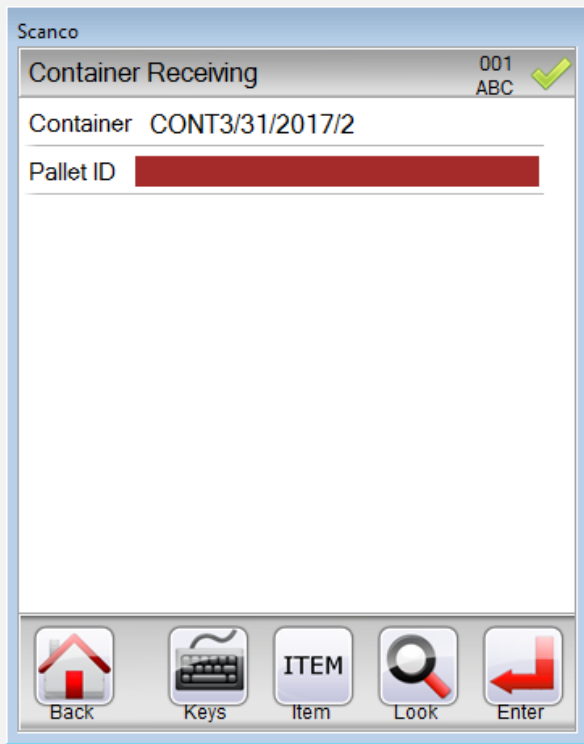 Scanco
Container Receiving
001
ABC
Container CONT3/31/2017/2
Pallet ID
ITEM
Back Keys Item Look Enter